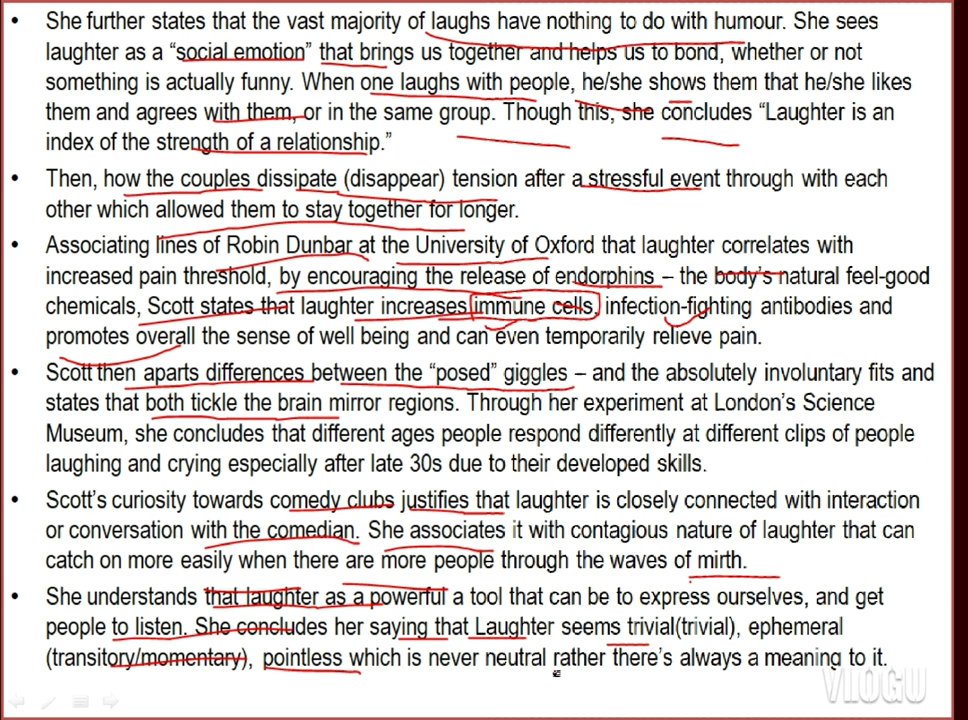 • She further states that the vast majority of laughs have nothing to do with humour. She sees
laughter as a “social emotion” that brings us together and helps us to bond, whether or not
something is actually funny. When one laughs with people, he/she shows them that he/she likes
them and agrees with them, or in the same group. Though this, she concludes “Laughter is an
index of the strength of a relationship.”
• Then, how the couples dissipate (disappear) tension after a stressful event through with each
other which allowed them to stay together for longer.
• Associating lines of Robin Dunbar at the University of Oxford that laughter correlates with
increased pain threshold, by encouraging the release of endorphins – the body’s natural feel-good
chemicals, Scott states that laughter increases immune cells, infection-fighting antibodies and
promotes overall the sense of well being and can even temporarily relieve pain.
• Scott then aparts differences between the “posed” giggles – and the absolutely involuntary fits and
states that both tickle the brain mirror regions. Through her experiment at London’s Science
Museum, she concludes that different ages people respond differently at different clips of people
laughing and crying especially after late 30s due to their developed skills.
• Scott’s curiosity towards comedy clubs justifies that laughter is closely connected with interaction
or conversation with the comedian. She associates it with contagious nature of laughter that can
catch on more easily when there are more people through the waves of mirth.
• She understands that laughter as a powerful a tool that can be to express ourselves, and get
people to listen. She concludes her saying that Laughter seems trivial(trivial), ephemeral
(transitory/momentary), pointless which is never neutral rather there’s always a meaning to it.
VLOGU